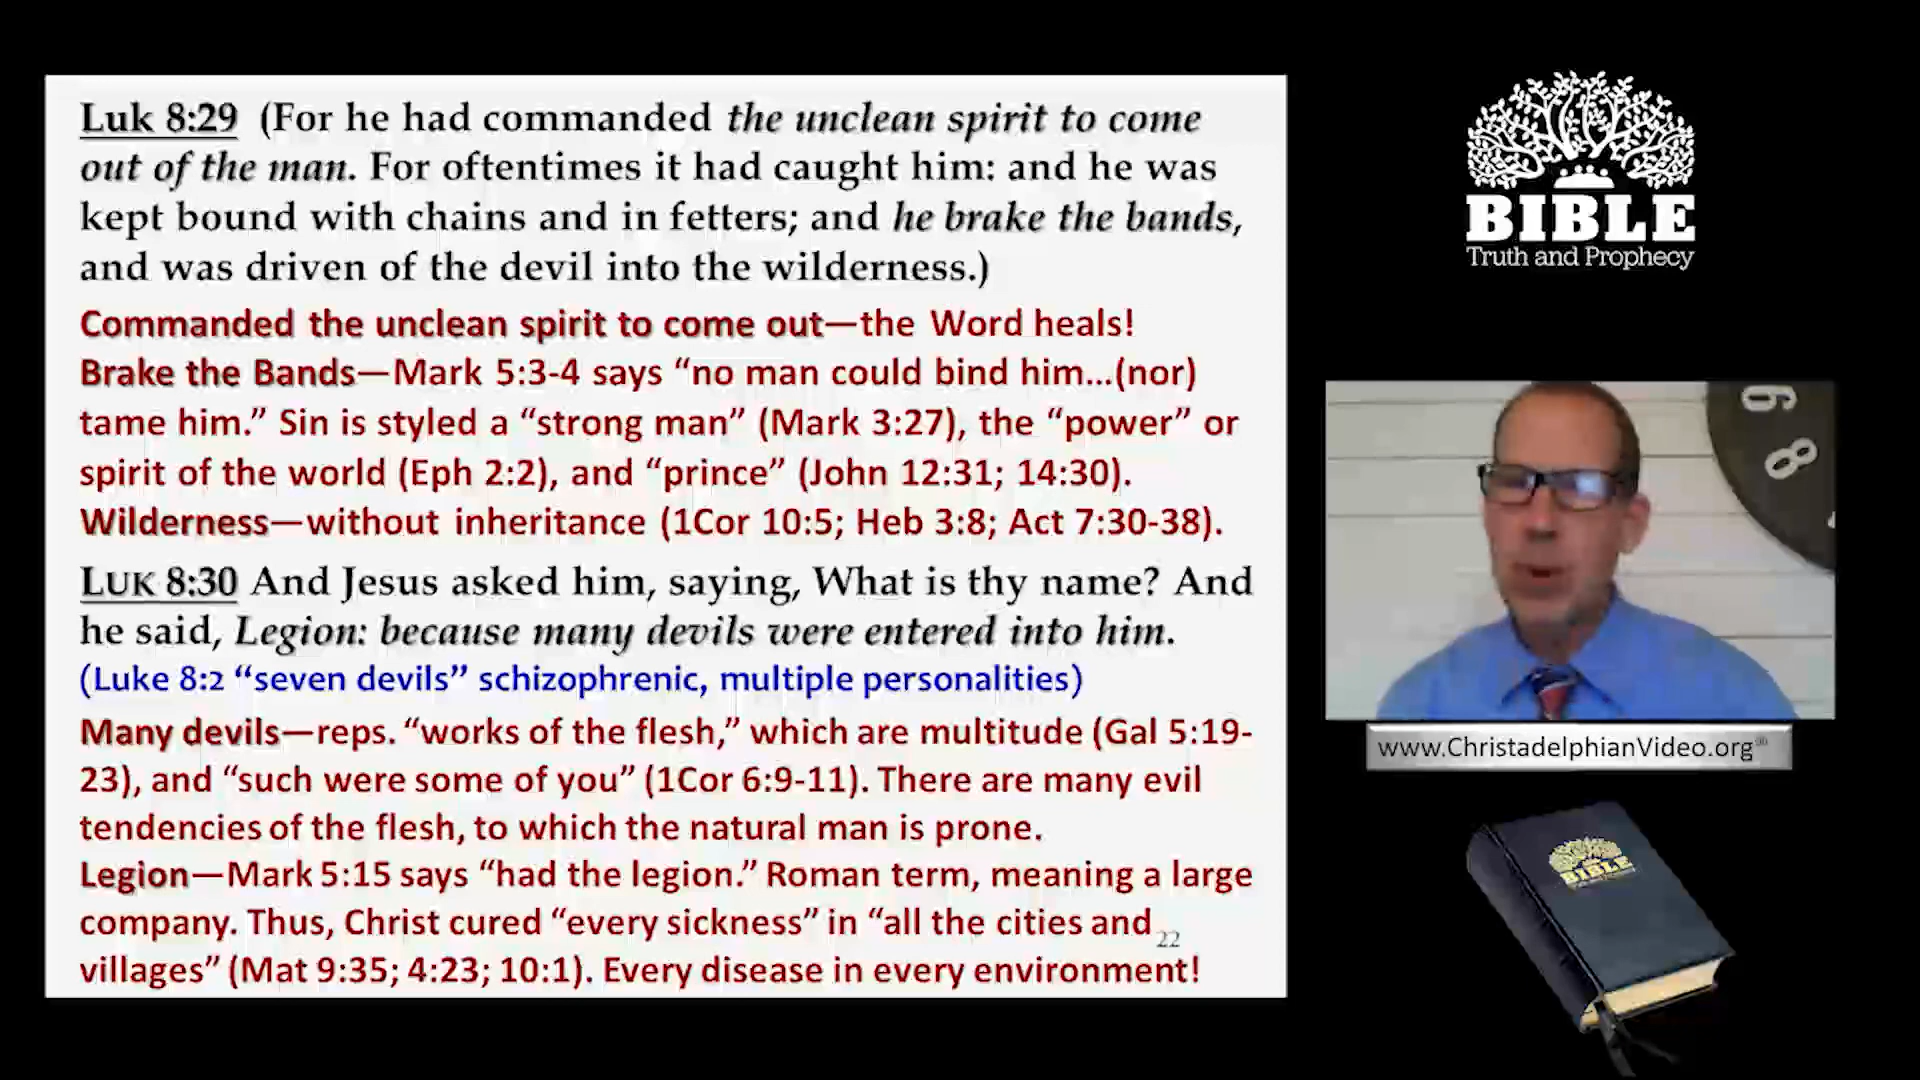 Luk 8:29 (For he had commanded the unclean spirit to come
out of the man. For oftentimes it had caught him: and he was
kept bound with chains and in fetters; and he brake the bands,
and was driven of the devil into the wilderness.)
Commanded the unclean spirit to come out—the Word heals!
Brake the Bands—Mark 5:3-4 says “no man could bind him...(nor)
tame him.” Sin is styled a “strong man” (Mark 3:27), the “power” or
spirit of the world (Eph 2:2), and “prince” (John 12:31; 14:30).
Wilderness—without inheritance (1Cor 10:5; Heb 3:8; Act 7:30-38).
LUK 8:30 And Jesus asked him, saying, What is thy name? And
he said, Legion: because many devils were entered into him.
(Luke 8:2 “seven devils” schizophrenic, multiple personalities)
Many devils—reps. “works of the flesh,” which are multitude (Gal 5:19-
23), and “such were some of you” (1Cor 6:9-11). There are many evil
tendencies of the flesh, to which the natural man is prone.
Legion—Mark 5:15 says “had the legion.” Roman term, meaning a large
company. Thus, Christ cured “every sickness” in “all the cities and
villages” (Mat 9:35; 4:23; 10:1). Every disease in every environment!
22
BIBLE
Truth and Prophecy
6
8
www.ChristadelphianVideo.org
BIBLE